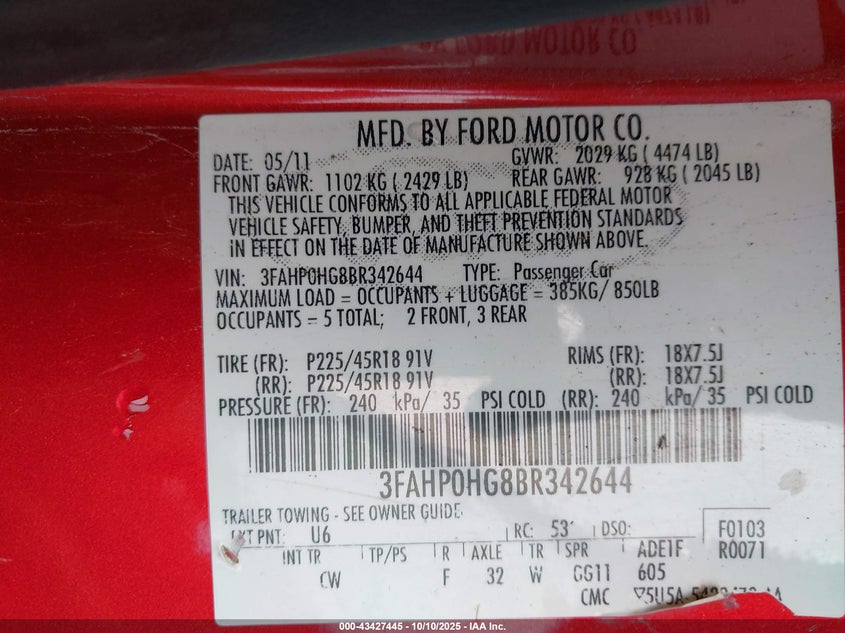 MFD. BY FORD MOTOR CO.
DATE: 05/11 GVWR: 2029 KG ( 4474 LB)
FRONT GAWR: 1102 KG ( 2429 LB) REAR GAWR: 928 KG ( 2045 LB)
THIS VEHICLE CONFORMS TO ALL APPLICABLE FEDERAL MOTOR
VEHICLE SAFETY, BUMPER, AND THEFT PREVENTION STANDARDS
IN EFFECT ON THE DATE OF MANUFACTURE SHOWN ABOVE.
VIN: 3FAHP0HG8BR342644 TYPE: Passenger Car
MAXIMUM LOAD = OCCUPANTS + LUGGAGE = 385KG/ 850LB
OCCUPANTS = 5 TOTAL; 2 FRONT, 3 REAR
TIRE (FR): P225/45R18 91V RIMS (FR): 18X7.5J
(RR): P225/45R18 91V (RR): 18X7.5J
PRESSURE (FR): 240 kPa/ 35 PSI COLD (RR): 240 kPa/ 35 PSI COLD
3FAHP0HG8BR342644
TRAILER TOWING - SEE OWNER GUIDE
EXT PNT: U6 RC: 53 DSO: F0103
R0071
INT TR TP/PS R AXLE TR SPR ADE1F
CW F 32 W GG11 605
CMC
000-43427445 - 10/10/2025 - IAA Inc.